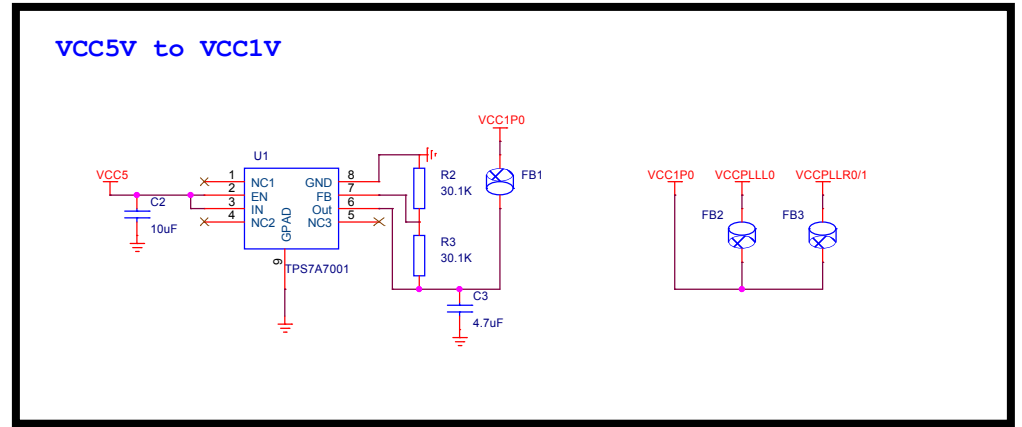 VCC5V to VCC1V
VCC1P0
U1
VCC5
1 NC1
2 EN
3 IN
4 NC2
GND 8
FB 7
Out 6
NC3 5
GPAD
9
TPS7A7001
C2
10uF
R2
30.1K
R3
30.1K
FB1
C3
4.7uF
VCC1P0
VCCPLLL0
VCCPLLR0/1
FB2
FB3